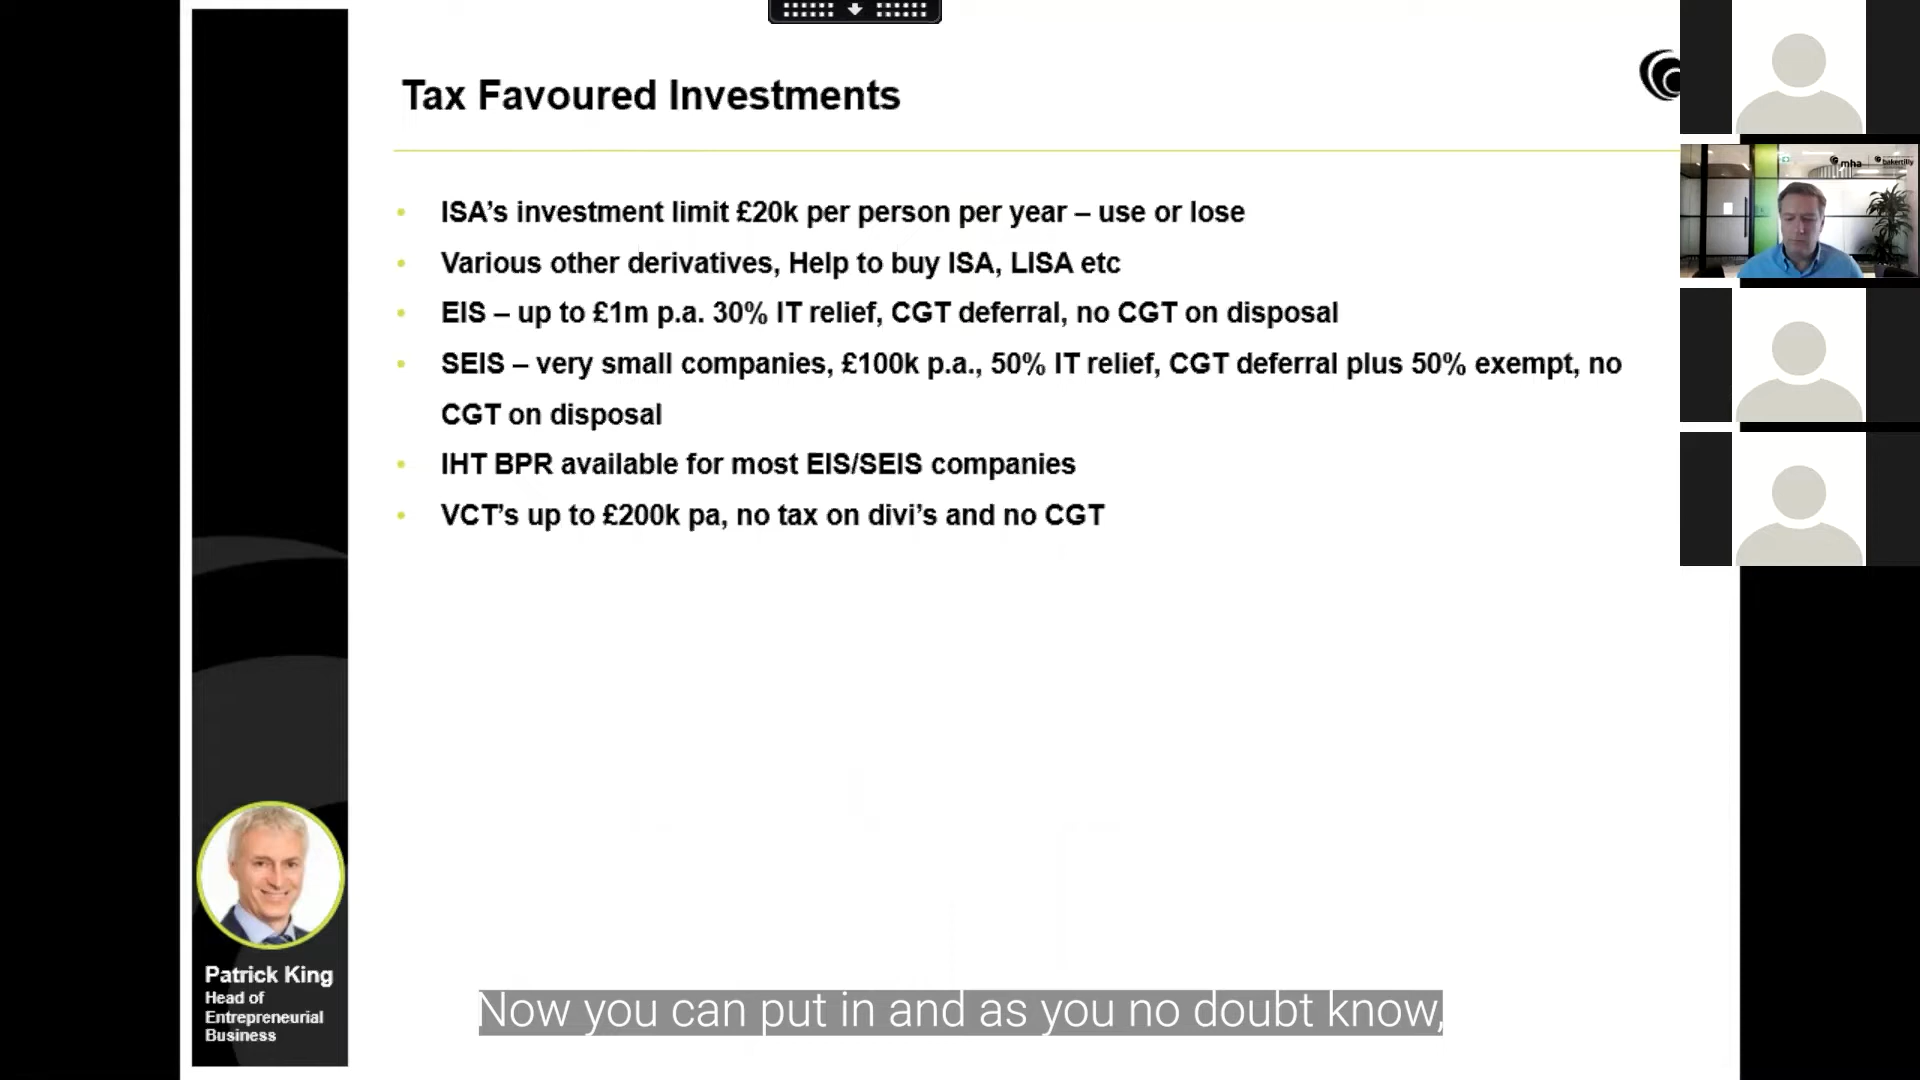 Tax Favoured Investments
ISA’s investment limit £20k per person per year – use or lose
Various other derivatives, Help to buy ISA, LISA etc
EIS – up to £1m p.a. 30% IT relief, CGT deferral, no CGT on disposal
SEIS – very small companies, £100k p.a., 50% IT relief, CGT deferral plus 50% exempt, no
CGT on disposal
IHT BPR available for most EIS/SEIS companies
VCT’s up to £200k pa, no tax on divi’s and no CGT
mha
bakertilly
Patrick King
Head of
Entrepreneurial
Business
Now you can put in and as you no doubt know,